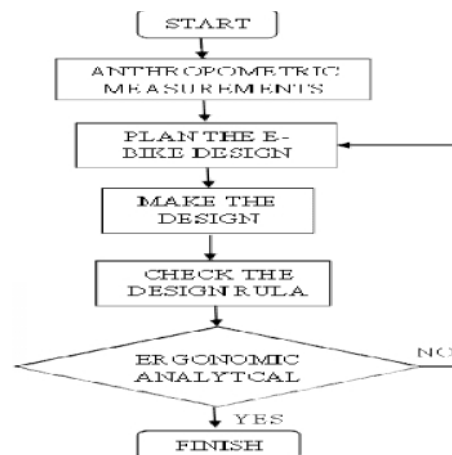 START
ANTHROPOMETRIC
MEASUREMENTS
PLAN THE E-
BIKE DESIGN
MAKE THE
DESIGN
CHECK THE
DESIGN RULA
ERGONOMIC
ANALYTCAL
NO
YES
FINISH